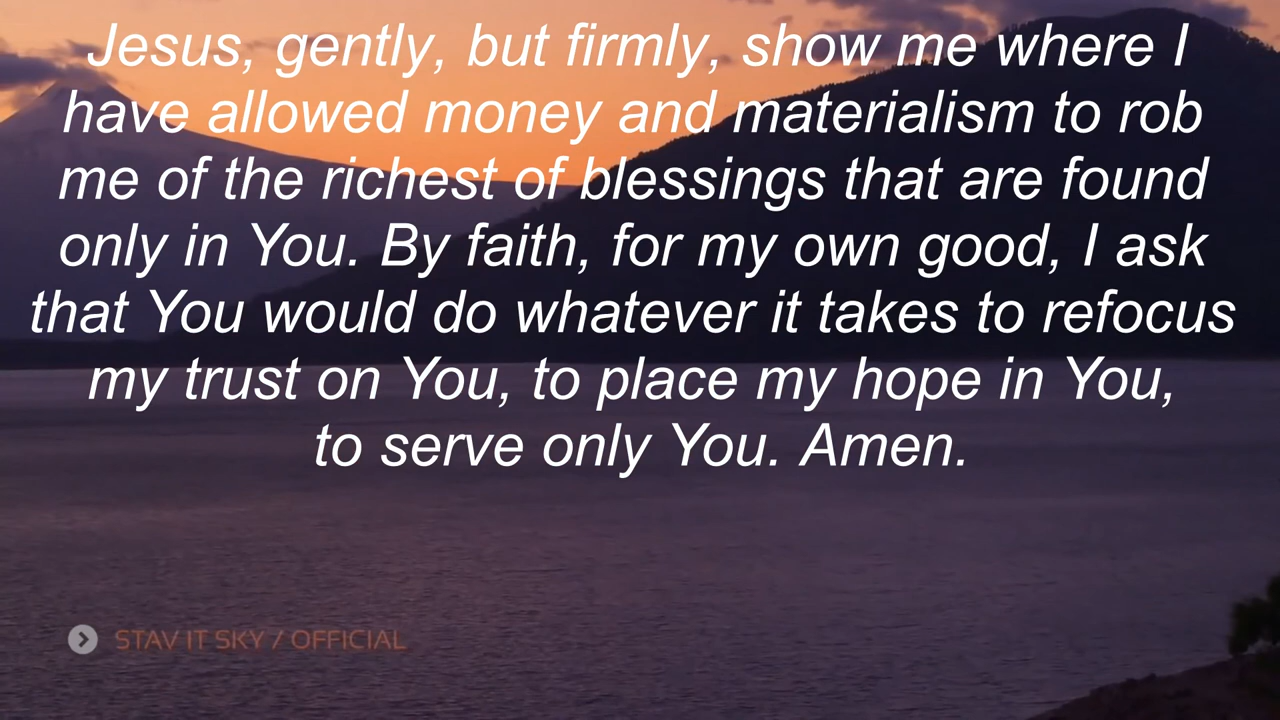 Jesus, gently, but firmly, show me where I
have allowed money and materialism to rob
me of the richest of blessings that are found
only in You. By faith, for my own good, I ask
that You would do whatever it takes to refocus
my trust on You, to place my hope in You,
to serve only You. Amen.
STAV IT SKY / OFFICIAL